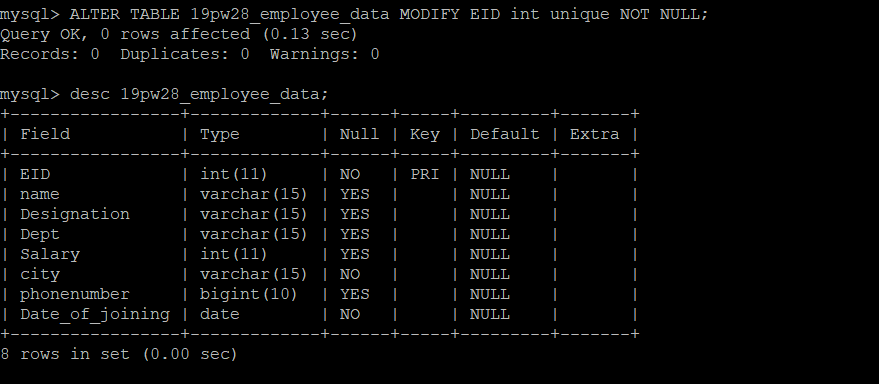 mysql> ALTER TABLE 19pw28_employee_data MODIFY EID int unique NOT NULL;
Query OK, 0 rows affected (0.13 sec)
Records: 0  Duplicates: 0  Warnings: 0

mysql> desc 19pw28_employee_data;
+-----------------+-------------+------+-----+---------+-------+
| Field           | Type        | Null | Key | Default | Extra |
+-----------------+-------------+------+-----+---------+-------+
| EID             | int(11)     | NO   | PRI | NULL    |       |
| name            | varchar(15) | YES  |     | NULL    |       |
| Designation     | varchar(15) | YES  |     | NULL    |       |
| Dept            | varchar(15) | YES  |     | NULL    |       |
| Salary          | int(11)     | YES  |     | NULL    |       |
| city            | varchar(15) | NO   |     | NULL    |       |
| phonenumber     | bigint(10)  | YES  |     | NULL    |       |
| Date_of_joining | date        | NO   |     | NULL    |       |
+-----------------+-------------+------+-----+---------+-------+
8 rows in set (0.00 sec)